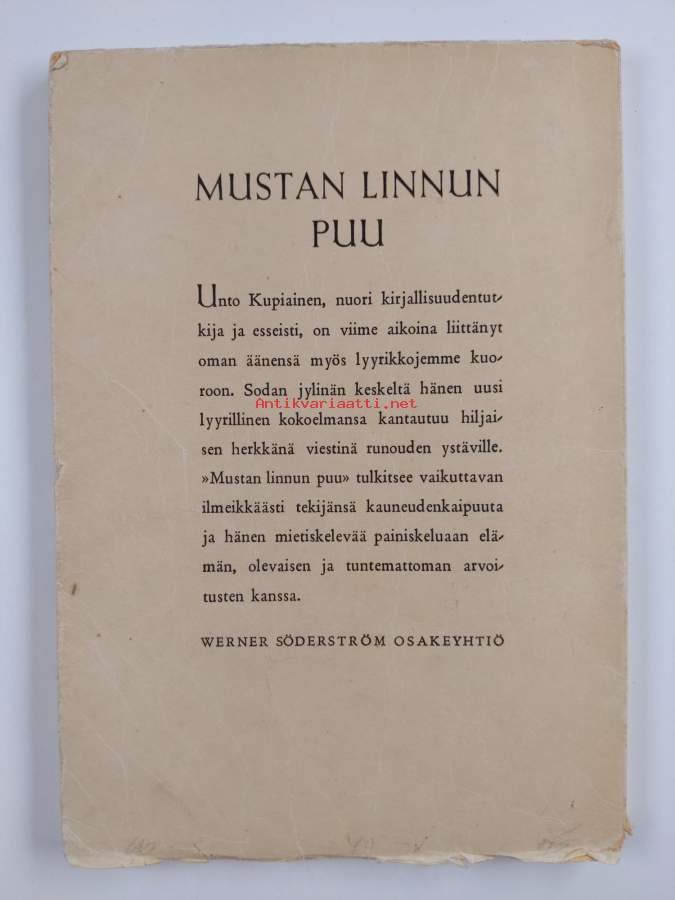 MUSTAN LINNUN
PUU
Unto Kupiainen, nuori kirjallisuudentut-
kija ja esseisti, on viime aikoina liittänyt
oman äänensä myös lyyrikkojemme kuo-
roon. Sodan jylinän keskeltä hänen uusi
Antikvariaatti.net
lyyrillinen kokoelmansa kantautuu hiljai-
sen herkkänä viestinä runouden ystäville.
»Mustan linnun puu» tulkitsee vaikuttavan
ilmeikkäästi tekijänsä kauneudenkaipuuta
ja hänen mietiskelevää painiskeluaan elä-
män, olevaisen ja tuntemattoman arvoi-
tusten kanssa.
WERNER SÖDERSTRÖM OSAKEYHTIÖ